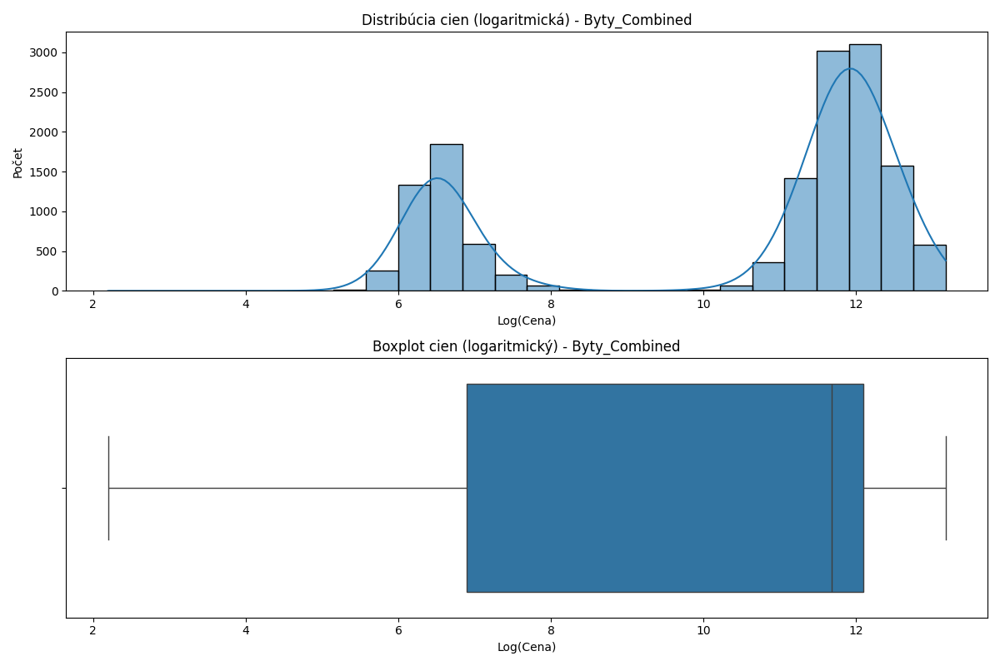 Distribúcia cien (logaritmická) - Byty_Combined
3000
2500
2000
1500
1000
500
0
Počet
2 4 6 8 10 12
Log(Cena)
Boxplot cien (logaritmický) - Byty_Combined
2 4 6 8 10 12
Log(Cena)